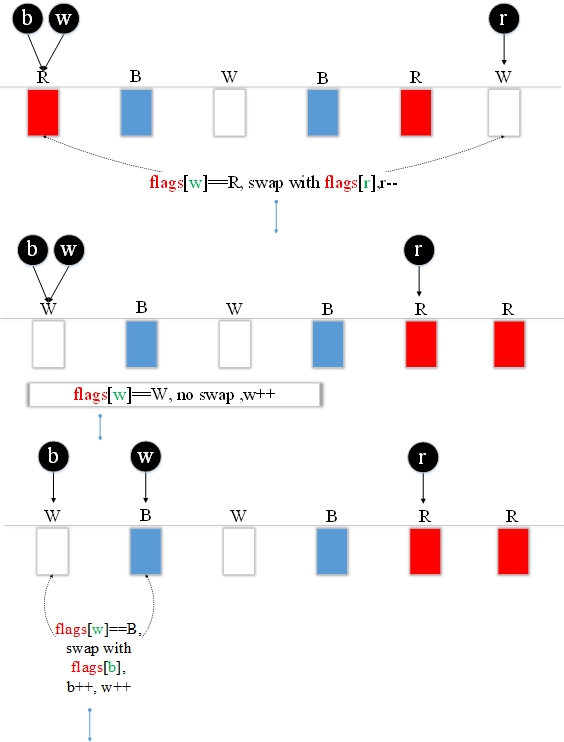 b w r
R B W B R W
flags[w]==R, swap with flags[r],r--
b w r
W B W B R R
flags[w]==W, no swap ,w++
b w r
W B W B R R
flags[w]==B,
swap with
flags[b],
b++, w++